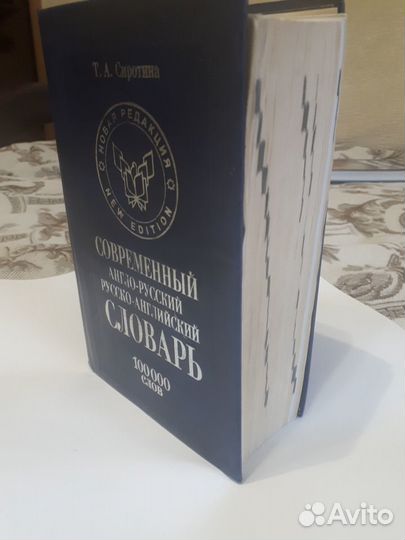 Т. А. Сиротина
НОВАЯ РЕДАКЦИЯ
NEW EDITION
СОВРЕМЕННЫЙ
АНГЛО-РУССКИЙ
РУССКО-АНГЛИЙСКИЙ
СЛОВАРЬ
100 000
СЛОВ
Avito